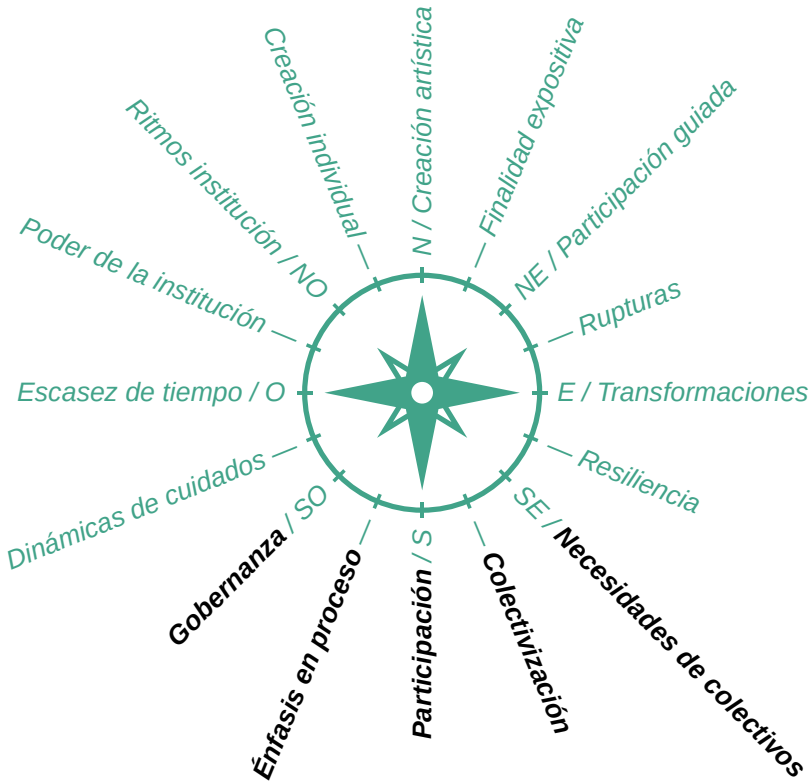 N / Creación artística
Finalidad expositiva
NE / Participación guiada
Rupturas
E / Transformaciones
Resiliencia
SE / Necesidades de colectivos
Colectivización
Participación / S
Énfasis en proceso
Gobernanza / SO
Dinámicas de cuidados
Escasez de tiempo / O
Poder de la institución
Ritmos institución / NO
Creación individual